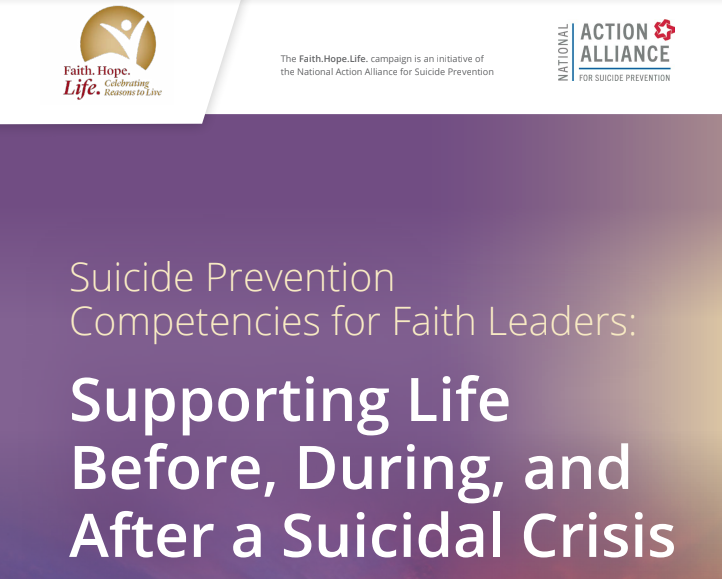 Faith. Hope.
Life. Celebrating
Reasons to Live
The Faith.Hope.Life. campaign is an initiative of
the National Action Alliance for Suicide Prevention
NATIONAL
ACTION
ALLIANCE
FOR SUICIDE PREVENTION
Suicide Prevention
Competencies for Faith Leaders:
Supporting Life
Before, During, and
After a Suicidal Crisis